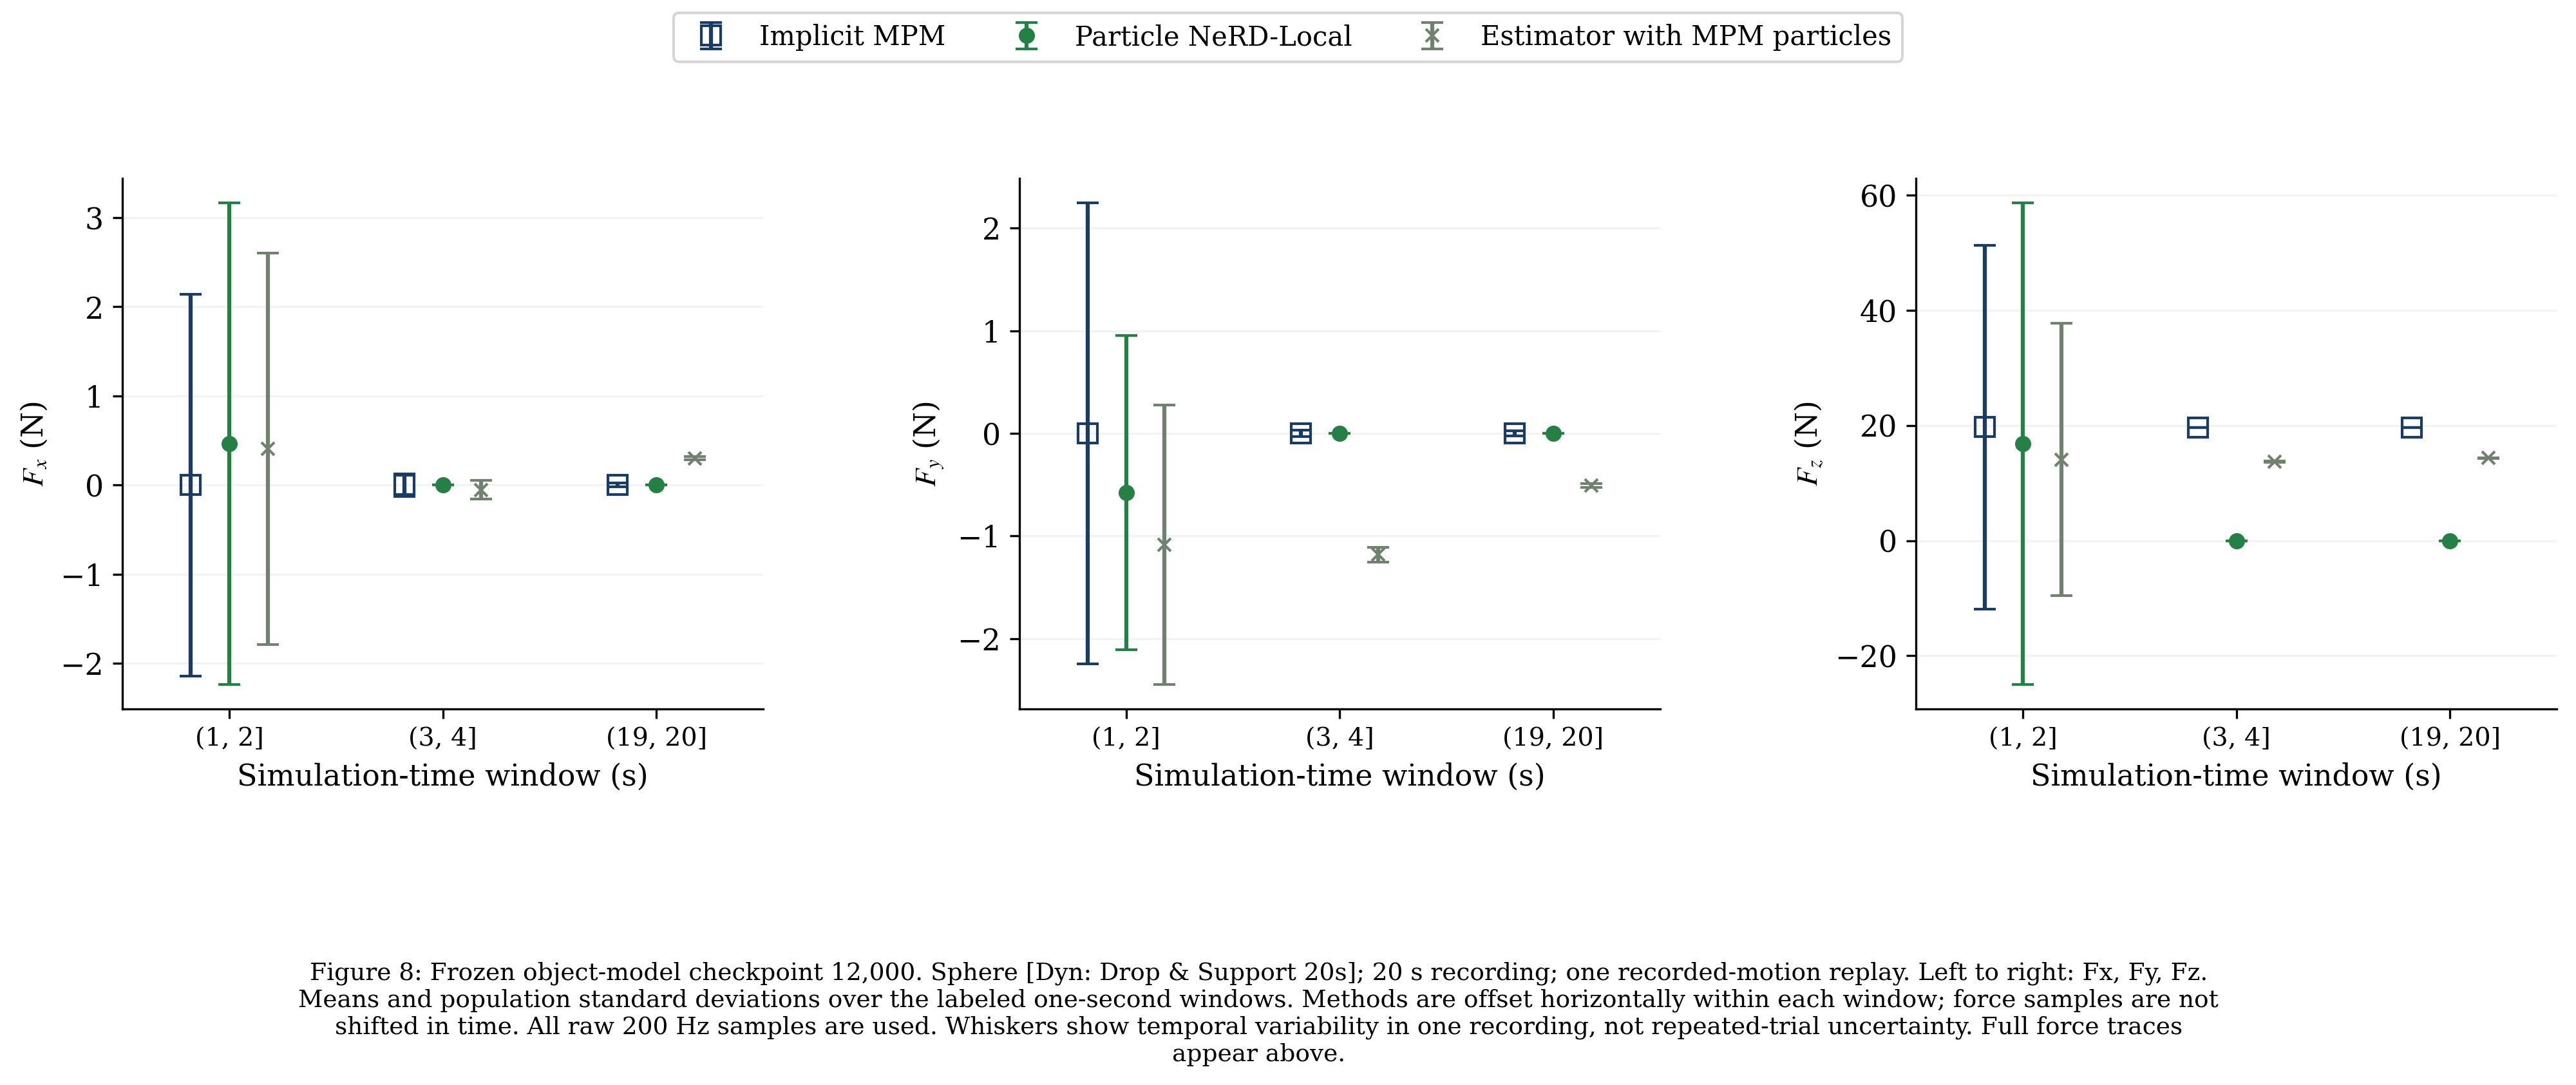 Implicit MPM
Particle NeRD-Local
Estimator with MPM particles
3
2
1
0
−1
−2
Fx (N)
(1, 2]
(3, 4]
(19, 20]
Simulation-time window (s)
2
1
0
−1
−2
Fy (N)
(1, 2]
(3, 4]
(19, 20]
Simulation-time window (s)
60
40
20
0
−20
Fz (N)
(1, 2]
(3, 4]
(19, 20]
Simulation-time window (s)
Figure 8: Frozen object-model checkpoint 12,000. Sphere [Dyn: Drop & Support 20s]; 20 s recording; one recorded-motion replay. Left to right: Fx, Fy, Fz.
Means and population standard deviations over the labeled one-second windows. Methods are offset horizontally within each window; force samples are not
shifted in time. All raw 200 Hz samples are used. Whiskers show temporal variability in one recording, not repeated-trial uncertainty. Full force traces
appear above.